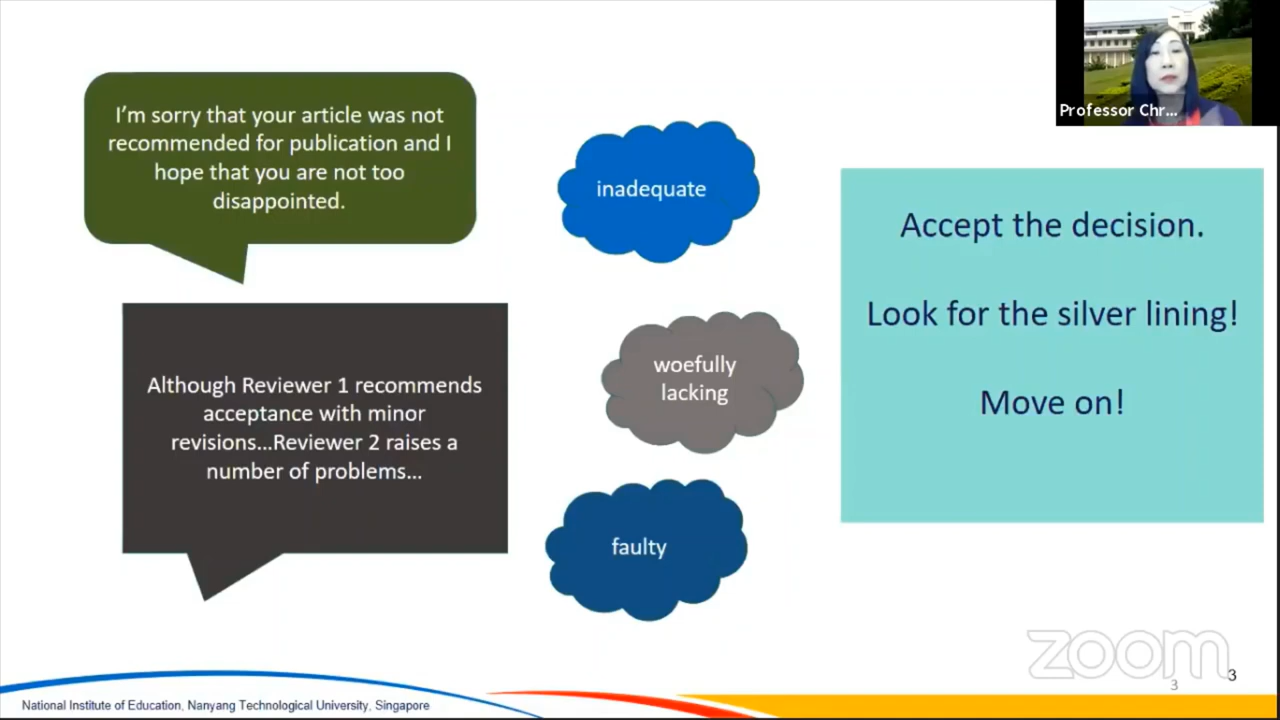 Professor Chr...
I'm sorry that your article was not
recommended for publication and I
hope that you are not too
disappointed.
Although Reviewer 1 recommends
acceptance with minor
revisions...Reviewer 2 raises a
number of problems...
inadequate
woefully
lacking
faulty
Accept the decision.
Look for the silver lining!
Move on!
zoom
3
3
National Institute of Education, Nanyang Technological University, Singapore